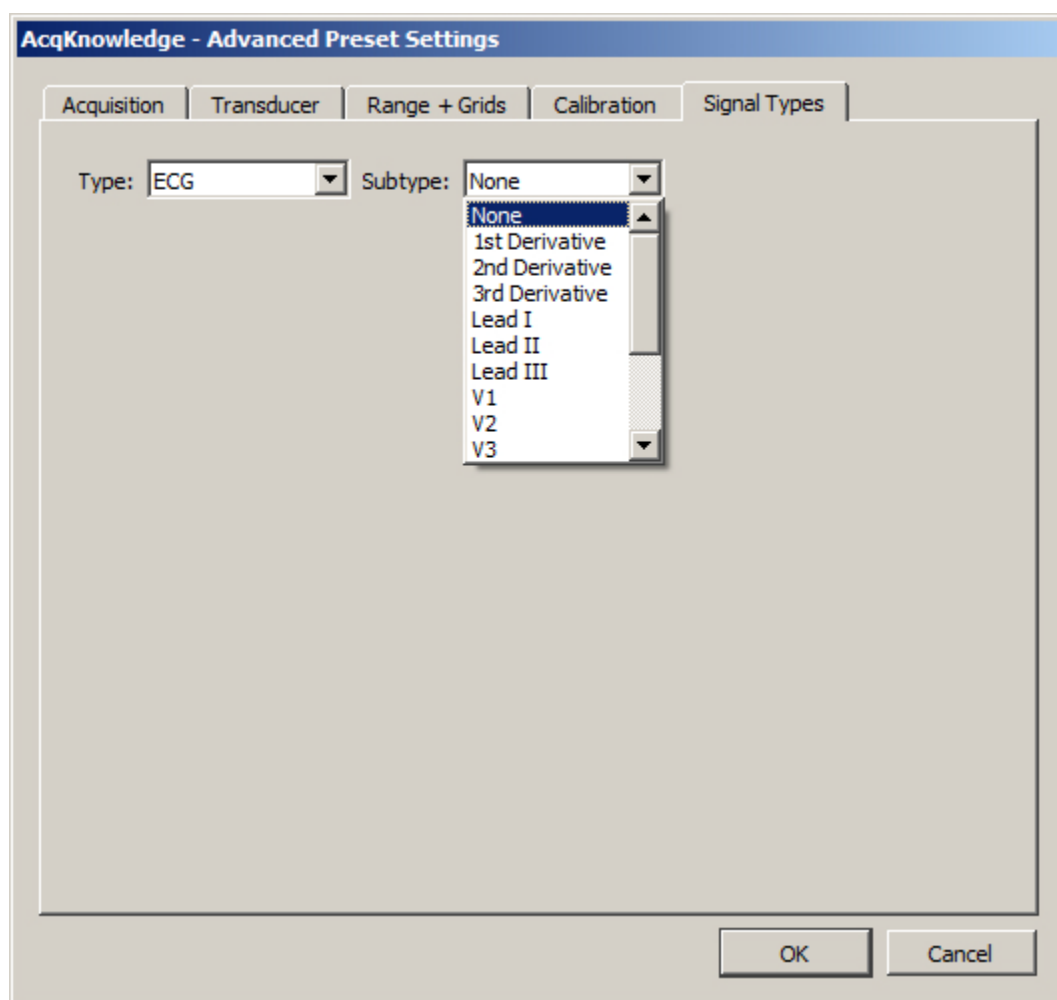 AcqKnowledge - Advanced Preset Settings
Acquisition Transducer Range + Grids Calibration Signal Types
Type: ECG Subtype: None
None
1st Derivative
2nd Derivative
3rd Derivative
Lead I
Lead II
Lead III
V1
V2
V3
OK Cancel